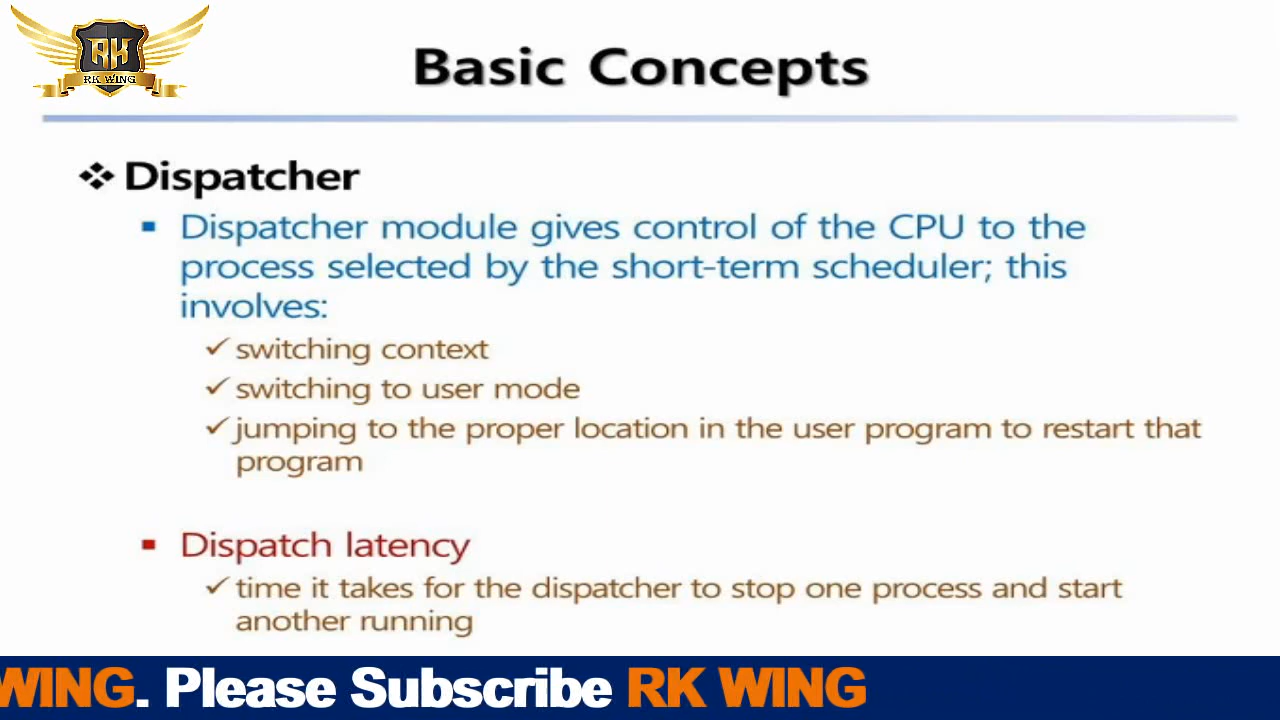 RK
RK WING
Basic Concepts
❖ Dispatcher
▪ Dispatcher module gives control of the CPU to the
process selected by the short-term scheduler; this
involves:
✓ switching context
✓ switching to user mode
✓ jumping to the proper location in the user program to restart that
program
▪ Dispatch latency
✓ time it takes for the dispatcher to stop one process and start
another running
WING. Please Subscribe RK WING